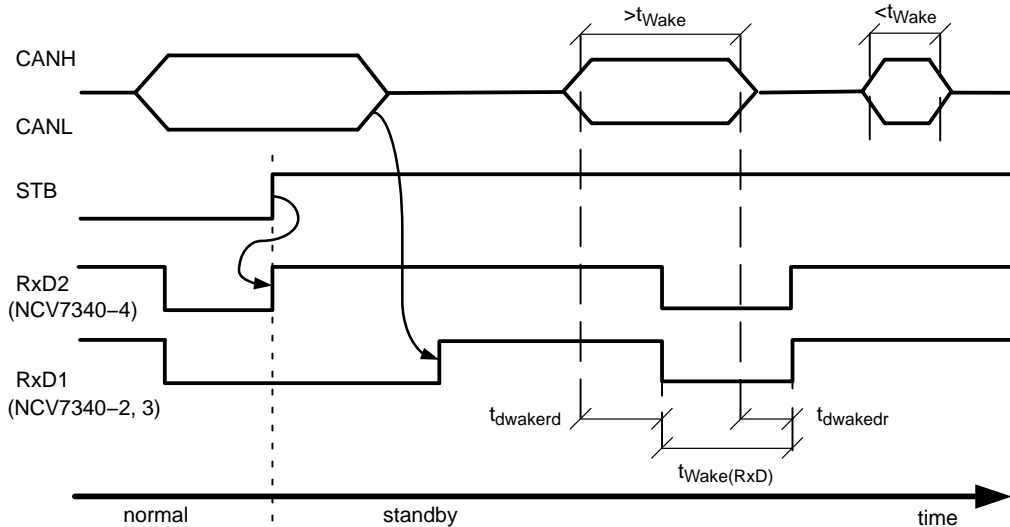 >tWake
<tWake
CANH
CANL
STB
RxD2
(NCV7340−4)
RxD1
(NCV7340−2, 3)
tdwakerd
tdwakedr
tWake(RxD)
normal
standby
time